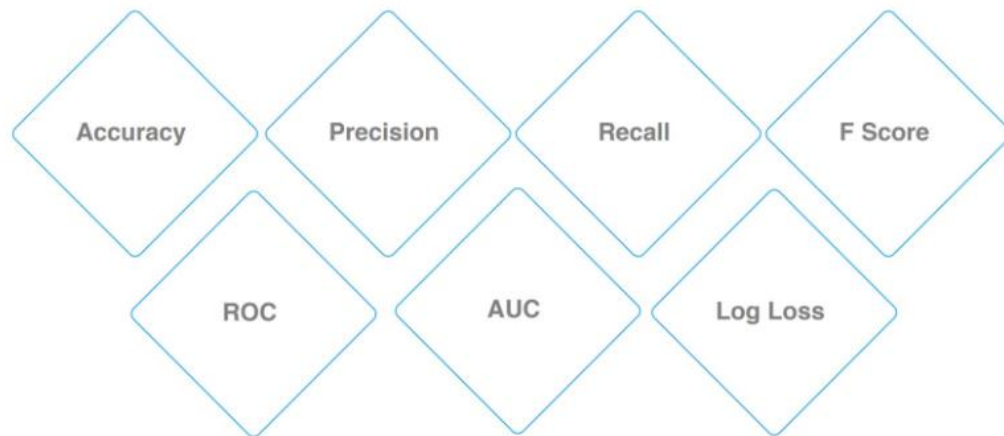 Accuracy
Precision
Recall
F Score
ROC
AUC
Log Loss